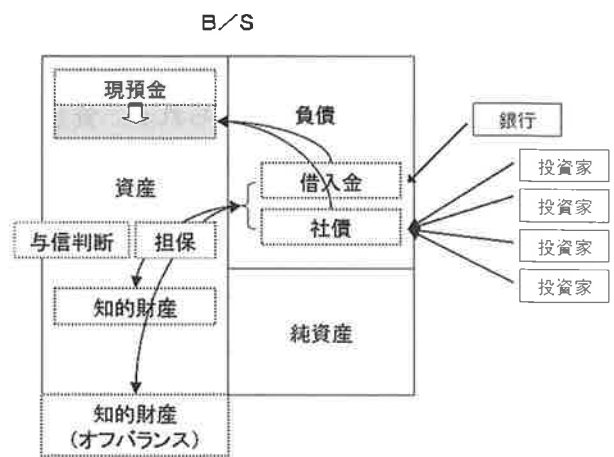 B/S
現預金
負債
銀行
投資家
借入金
資産
投資家
社債
与信判断
担保
投資家
投資家
知的財産
純資産
知的財産
(オフバランス)